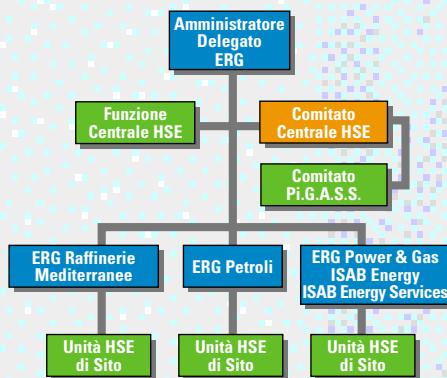 Amministratore
Delegato
ERG
Funzione
Centrale HSE
Comitato
Centrale HSE
Comitato
Pi.G.A.S.S.
ERG Raffinerie
Mediterranee
ERG Petroli
ERG Power & Gas
ISAB Energy
ISAB Energy Services
Unità HSE
di Sito
Unità HSE
di Sito
Unità HSE
di Sito